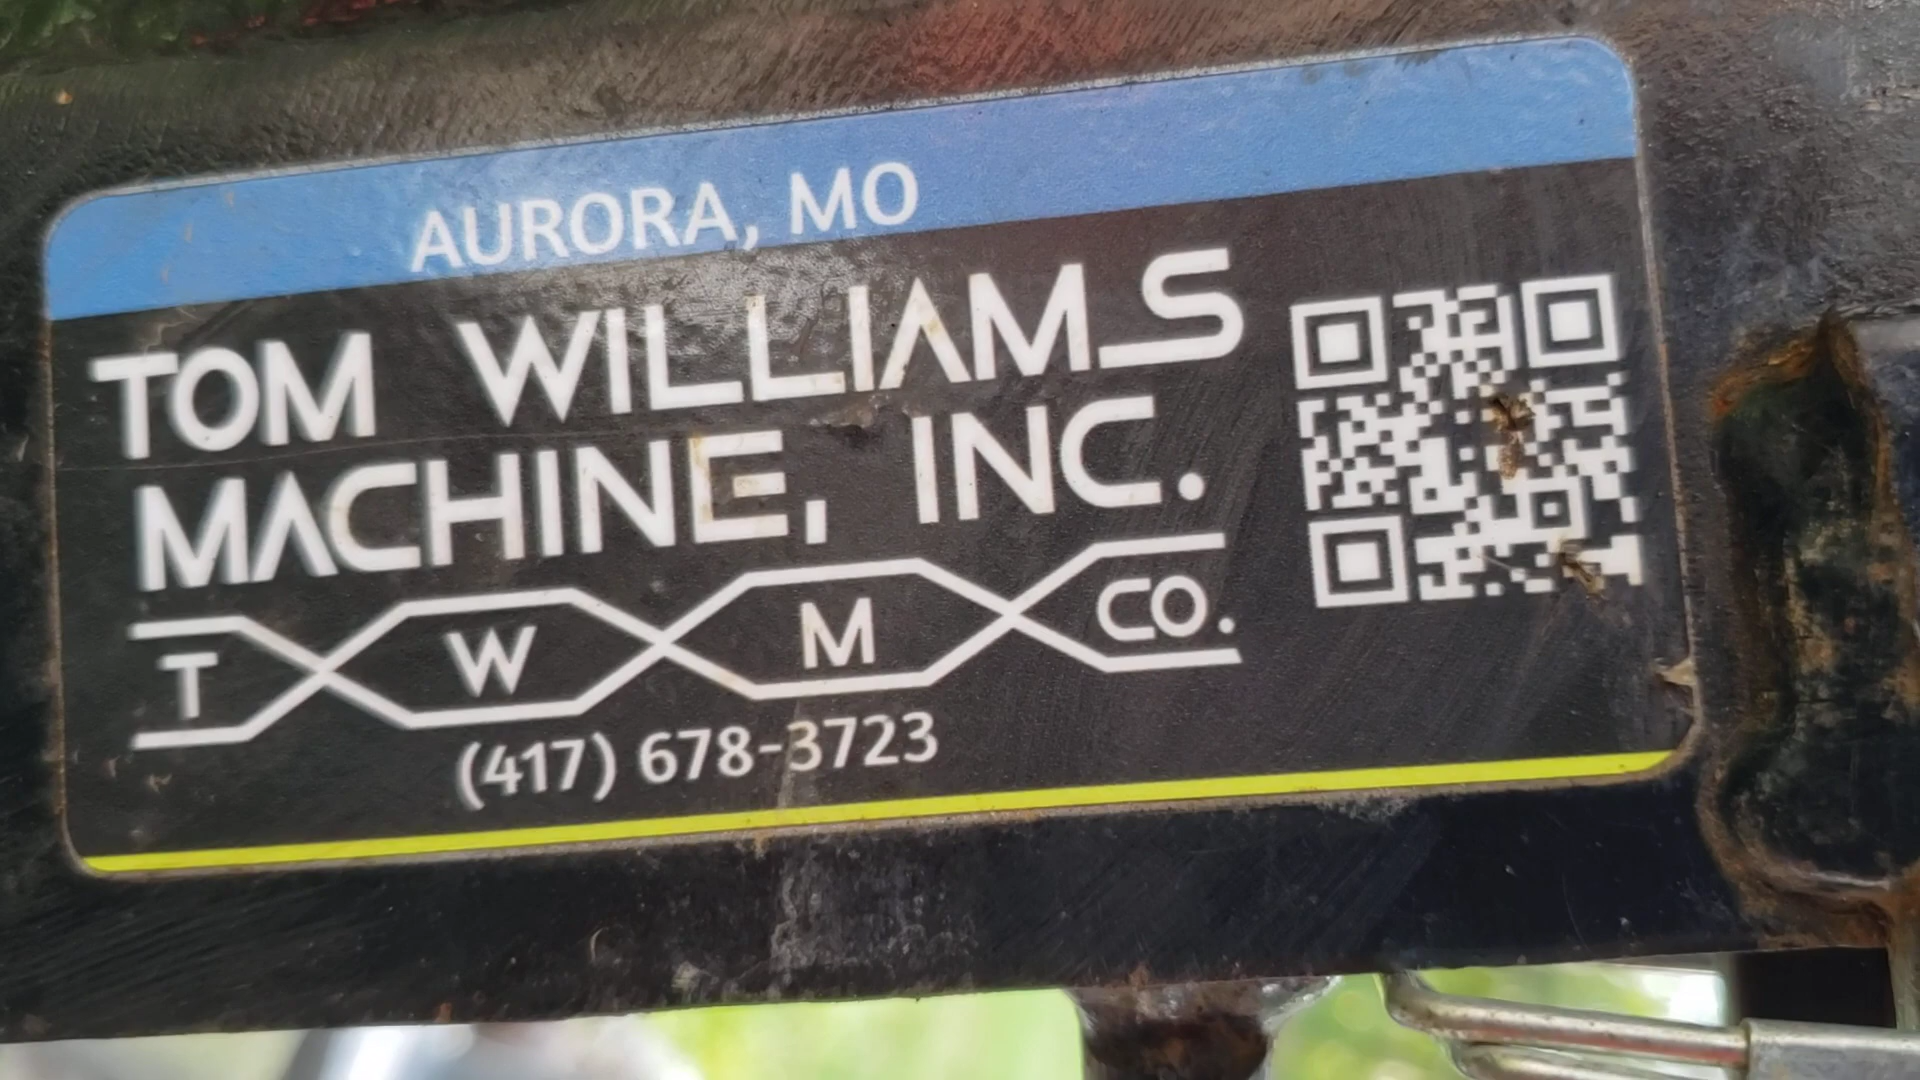 AURORA, MO
TOM WILLIAMS
MACHINE, INC.
T W M CO.
(417) 678-3723